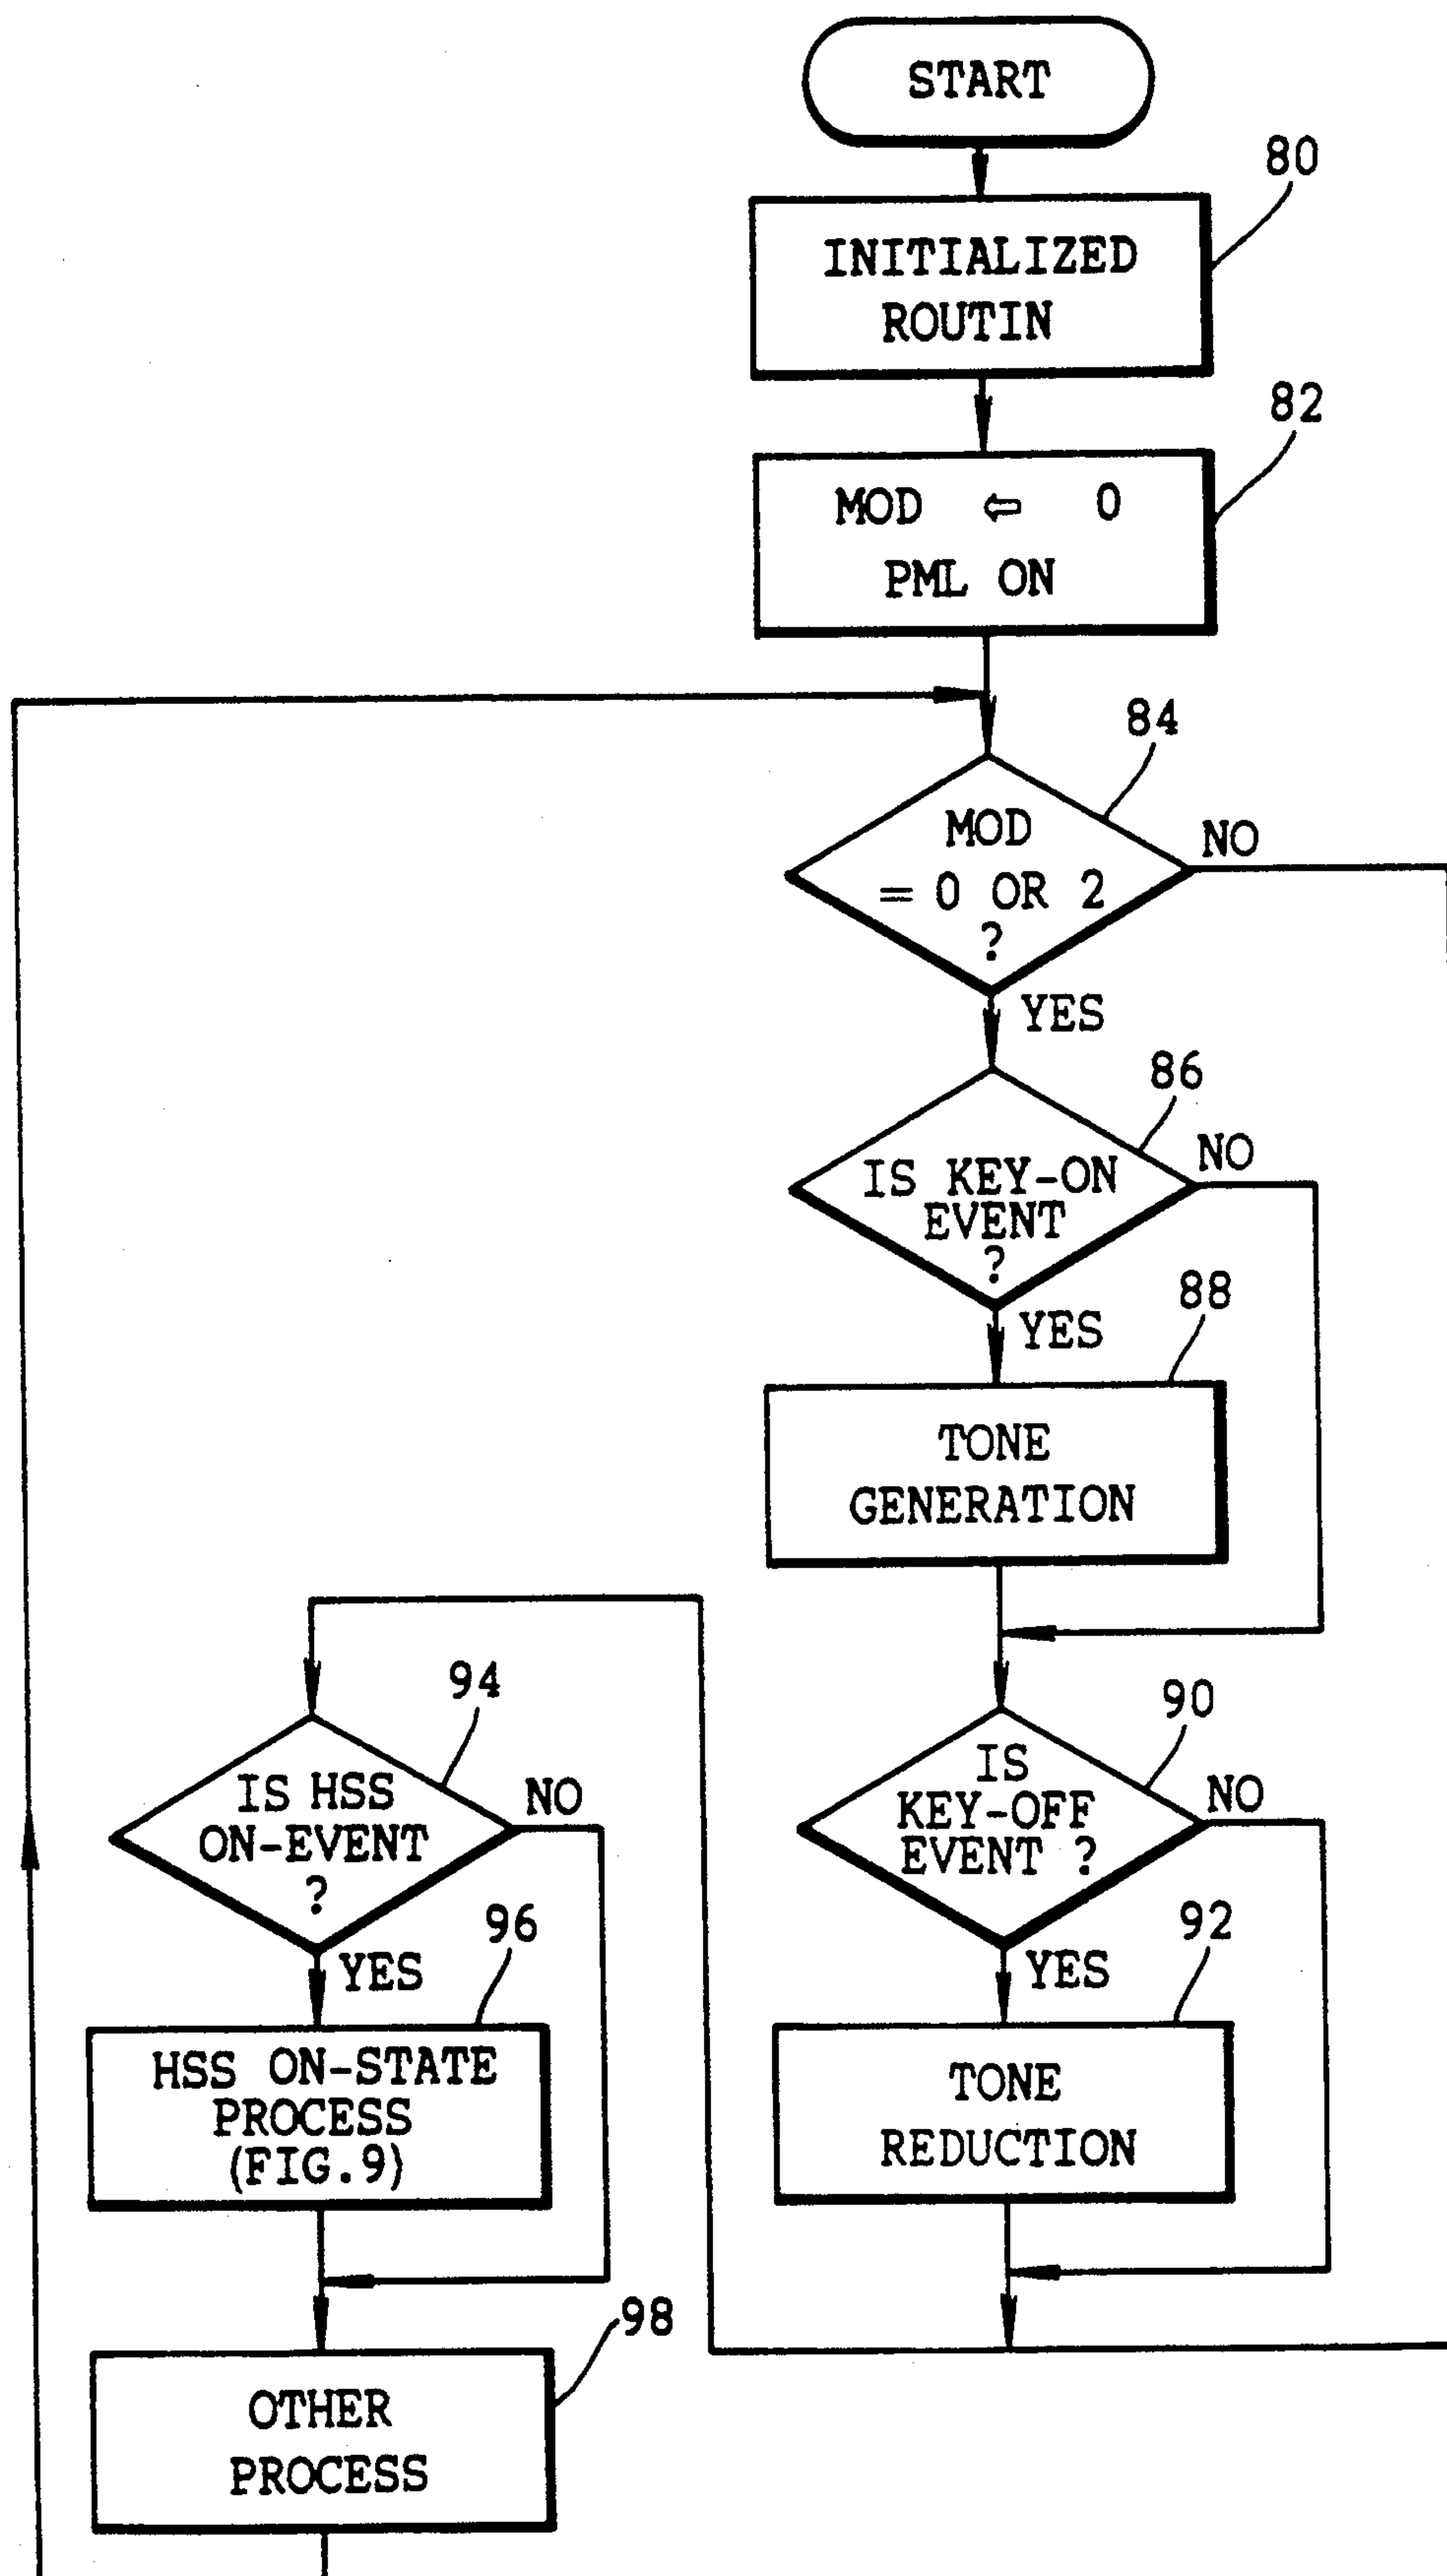 START
80
INITIALIZED
ROUTIN
82
MOD ⇦ 0
PML ON
84
MOD
= 0 OR 2
?
NO
YES
86
IS KEY-ON
EVENT
?
NO
YES
88
TONE
GENERATION
90
IS
KEY-OFF
EVENT ?
NO
YES
92
TONE
REDUCTION
94
IS HSS
ON-EVENT
?
NO
YES
96
HSS ON-STATE
PROCESS
(FIG.9)
98
OTHER
PROCESS